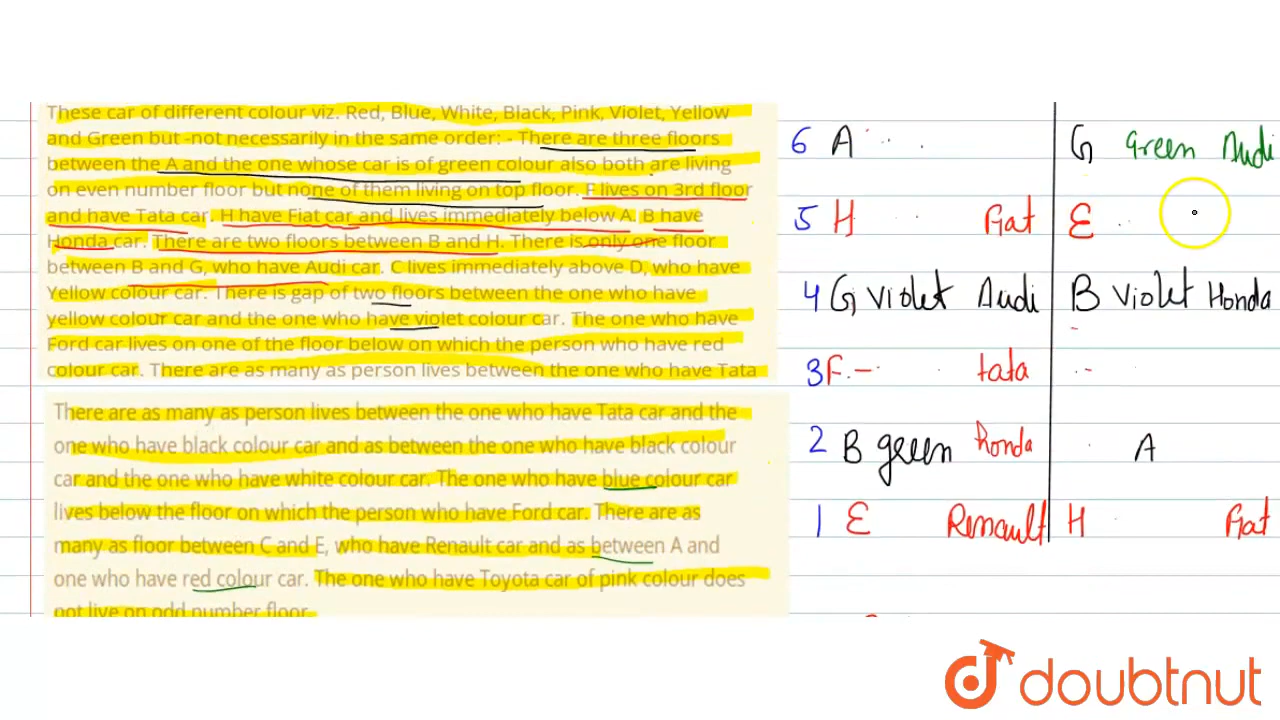 These car of different colour viz. Red, Blue, White, Black, Pink, Violet, Yellow
and Green but -not necessarily in the same order: - There are three floors
between the A and the one whose car is of green colour also both are living
on even number floor but none of them living on top floor. F lives on 3rd floor
and have Tata car. H have Fiat car and lives immediately below A. B have
Honda car. There are two floors between B and H. There is only one floor
between B and G, who have Audi car. C lives immediately above D, who have
Yellow colour car. There is gap of two floors between the one who have
yellow colour car and the one who have violet colour car. The one who have
Ford car lives on one of the floor below on which the person who have red
colour car. There are as many as person lives between the one who have Tata
There are as many as person lives between the one who have Tata car and the
one who have black colour car and as between the one who have black colour
car and the one who have white colour car. The one who have blue colour car
lives below the floor on which the person who have Ford car. There are as
many as floor between C and E, who have Renault car and as between A and
one who have red colour car. The one who have Toyota car of pink colour does
not live on odd number floor.
6 A G Green Audi
5 H Fiat E
4 G violet Audi B violet Honda
3 F tata
2 B green honda A
1 E Renault H Fiat
doubtnut